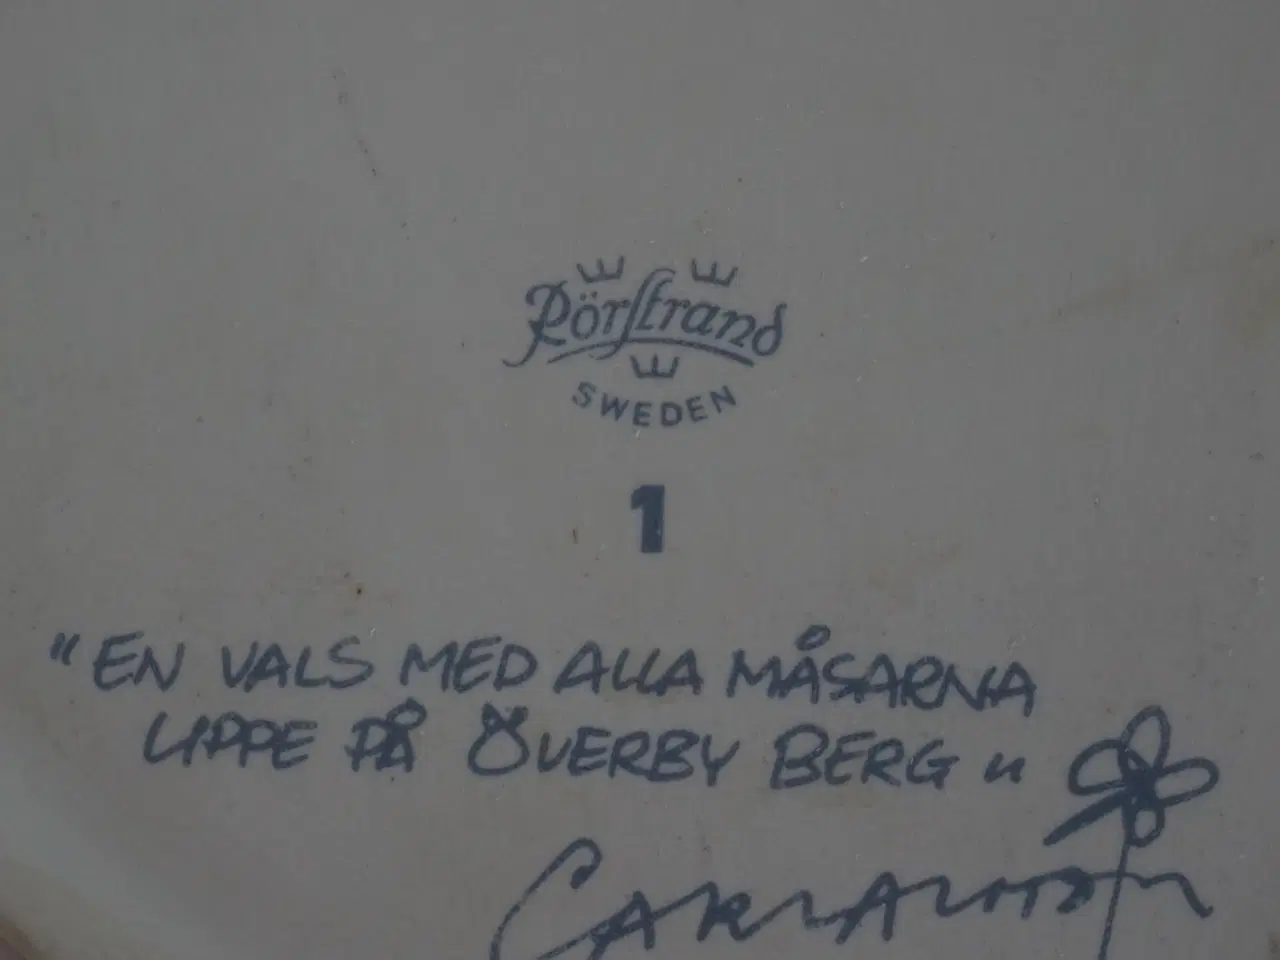 Rörstrand
SWEDEN
1
"EN VALS MED ALLA MÅSARNA
UPPE PÅ ÖVERBY BERG"